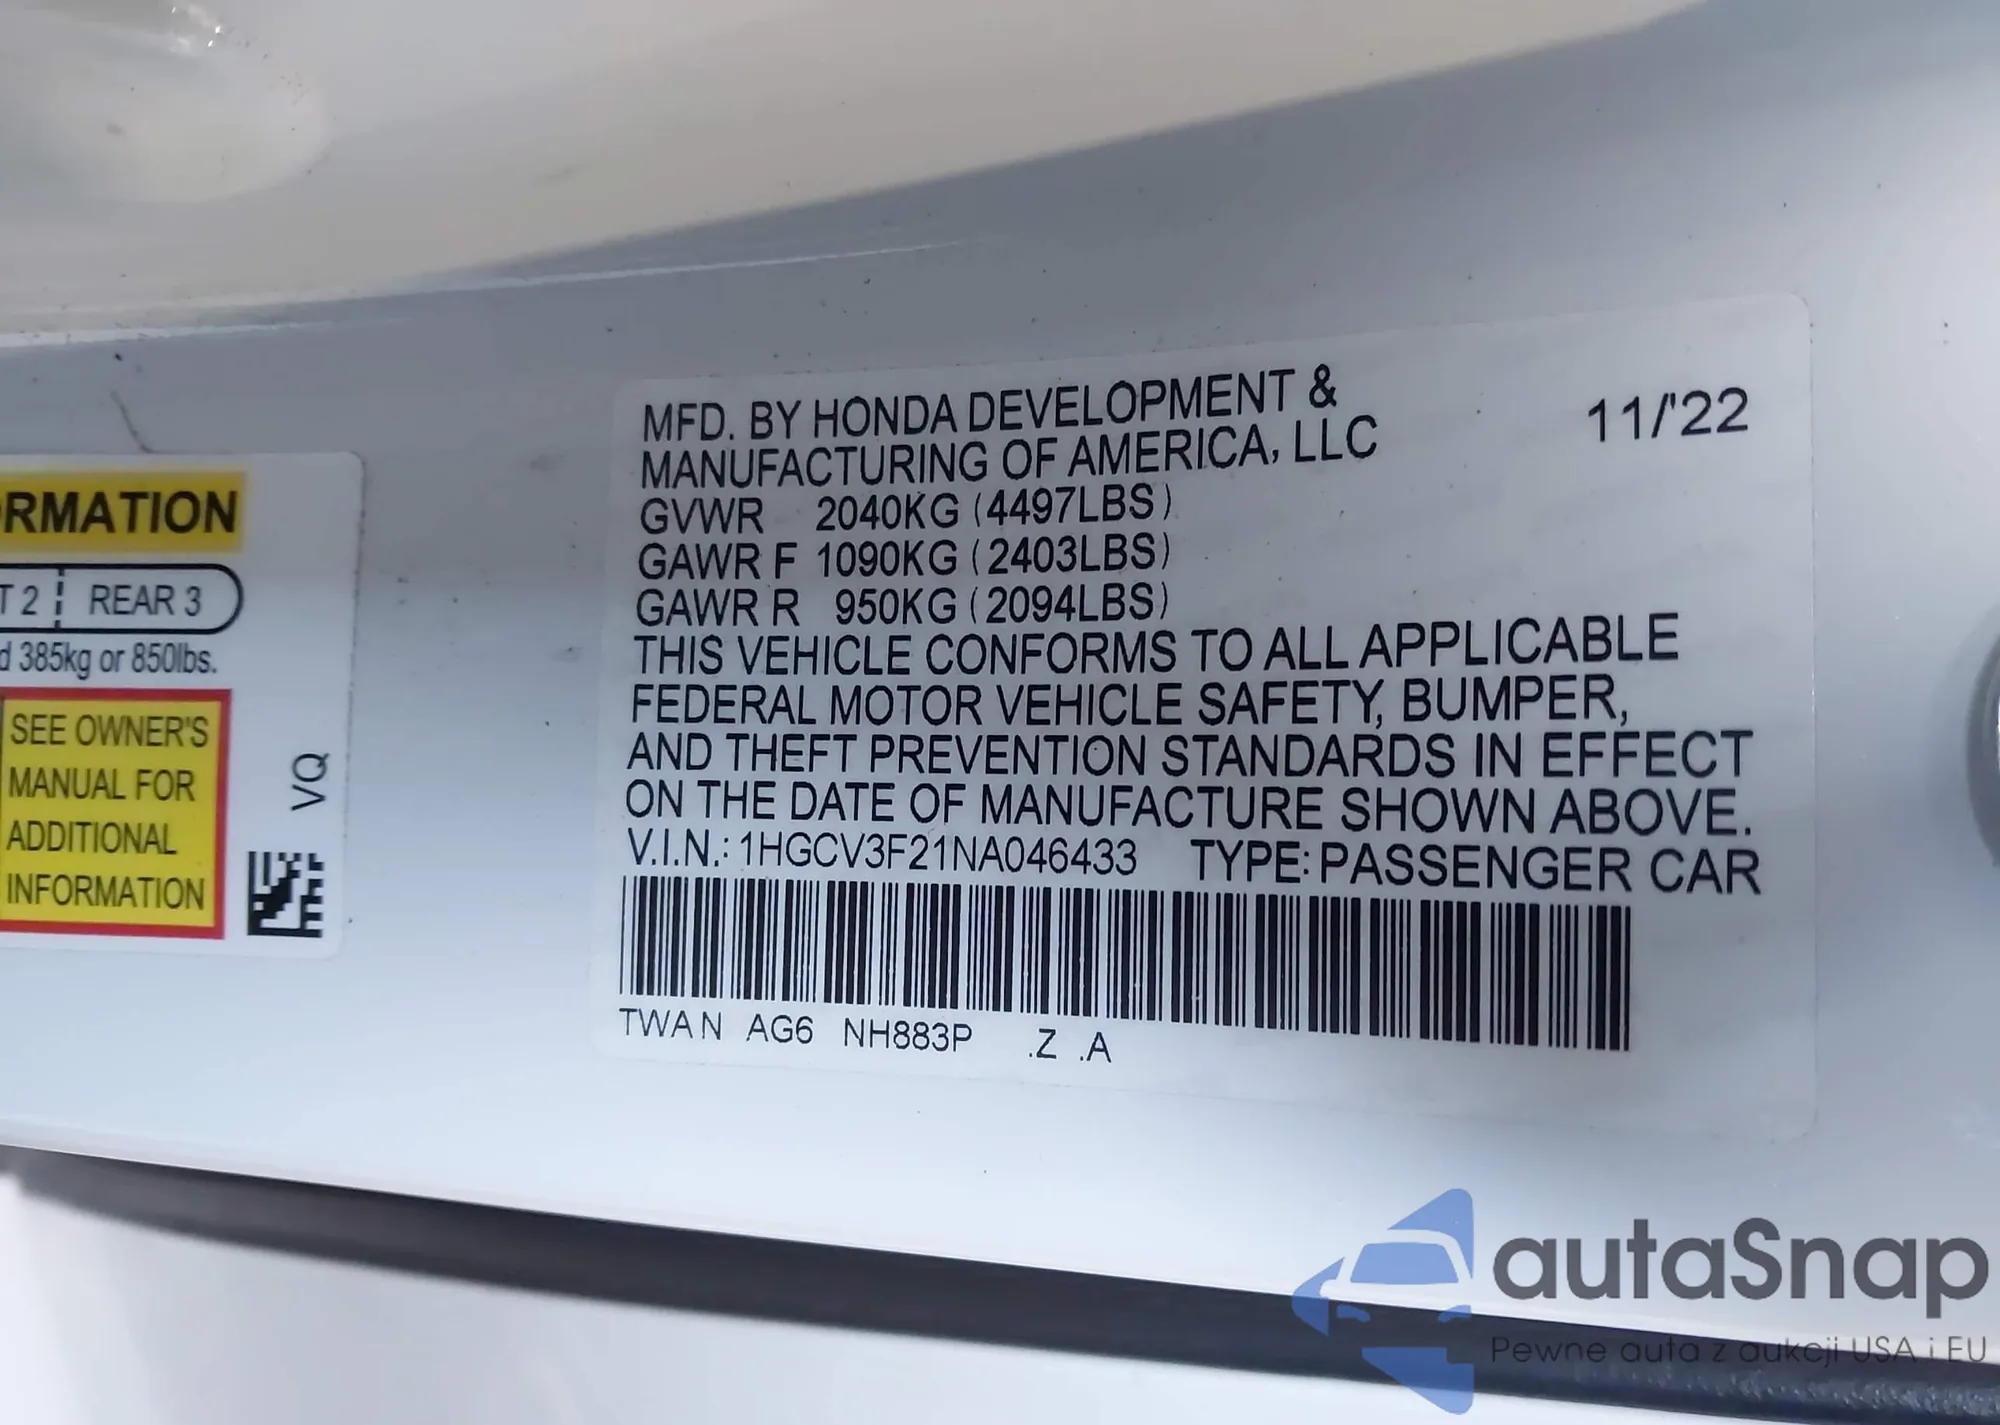 ORMATION
T 2 REAR 3
d 385kg or 850lbs.
SEE OWNER'S
MANUAL FOR
ADDITIONAL
INFORMATION
VQ
MFD. BY HONDA DEVELOPMENT &
MANUFACTURING OF AMERICA, LLC
11/'22
GVWR 2040KG (4497LBS)
GAWR F 1090KG (2403LBS)
GAWR R 950KG (2094LBS)
THIS VEHICLE CONFORMS TO ALL APPLICABLE
FEDERAL MOTOR VEHICLE SAFETY, BUMPER,
AND THEFT PREVENTION STANDARDS IN EFFECT
ON THE DATE OF MANUFACTURE SHOWN ABOVE.
V.I.N.: 1HGCV3F21NA046433 TYPE: PASSENGER CAR
TWAN AG6 NH883P .Z .A
autaSnap
Pewne auta z aukcji USA i EU